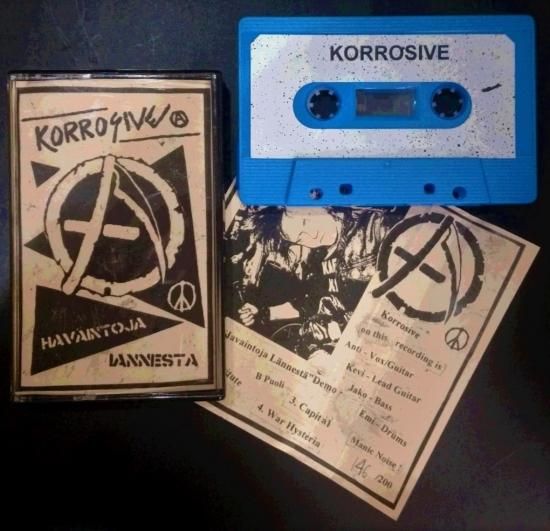 KORROSIVE
HAVAINTOJA
LÄNNESTA
KORROSIVE
Korrosive
on this recording is
Anti - Vox/Guitar
Kevi - Lead Guitar
Jako - Bass
Emi - Drums
Manic Noise!
146 /200
Havaintoja Lännestä" Demo -
B Puoli
3. Capital
4. War Hysteria